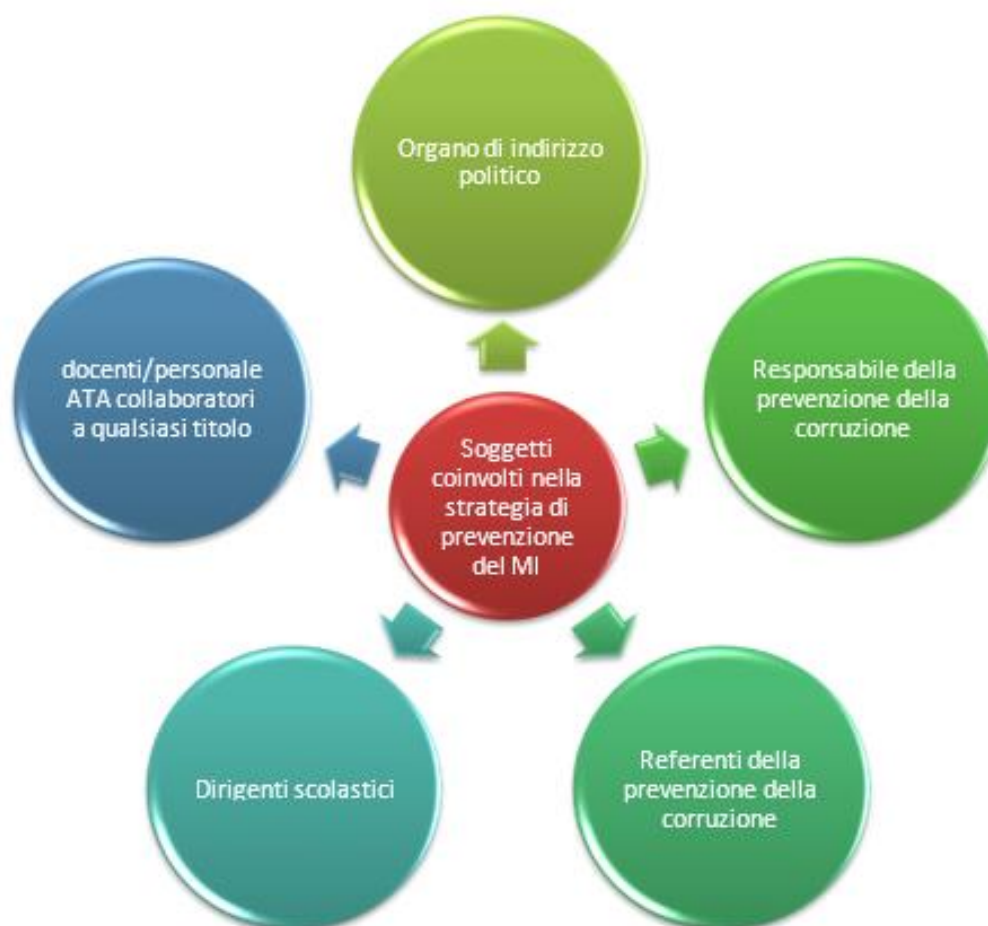 Organo di indirizzo
politico
Responsabile della
prevenzione della
corruzione
Referenti della
prevenzione della
corruzione
Dirigenti scolastici
docenti/personale
ATA collaboratori
a qualsiasi titolo
Soggetti
coinvolti nella
strategia di
prevenzione
del MI